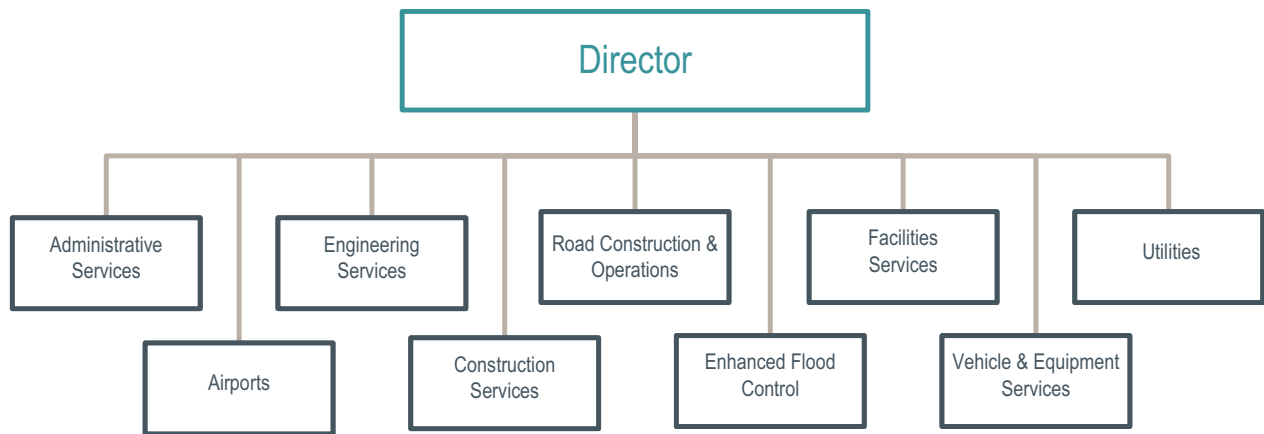 Director
Administrative
Services
Engineering
Services
Road Construction &
Operations
Facilities
Services
Utilities
Airports
Construction
Services
Enhanced Flood
Control
Vehicle & Equipment
Services